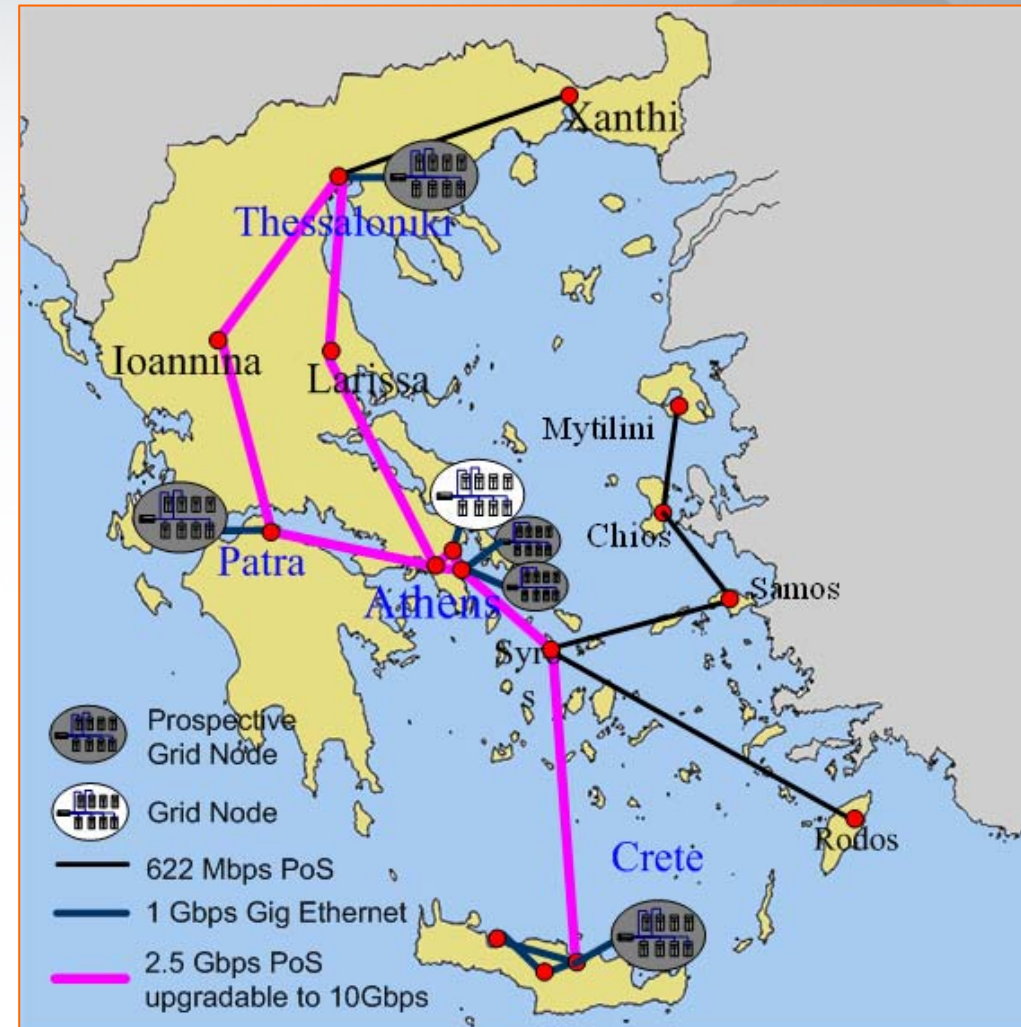 Xanthi
Thessaloniki
Ioannina
Larissa
Mytilini
Chios
Patra
Athens
Samos
Syr
s
Rodos
Crete
Prospective
Grid Node
Grid Node
622 Mbps PoS
1 Gbps Gig Ethernet
2.5 Gbps PoS
upgradable to 10Gbps